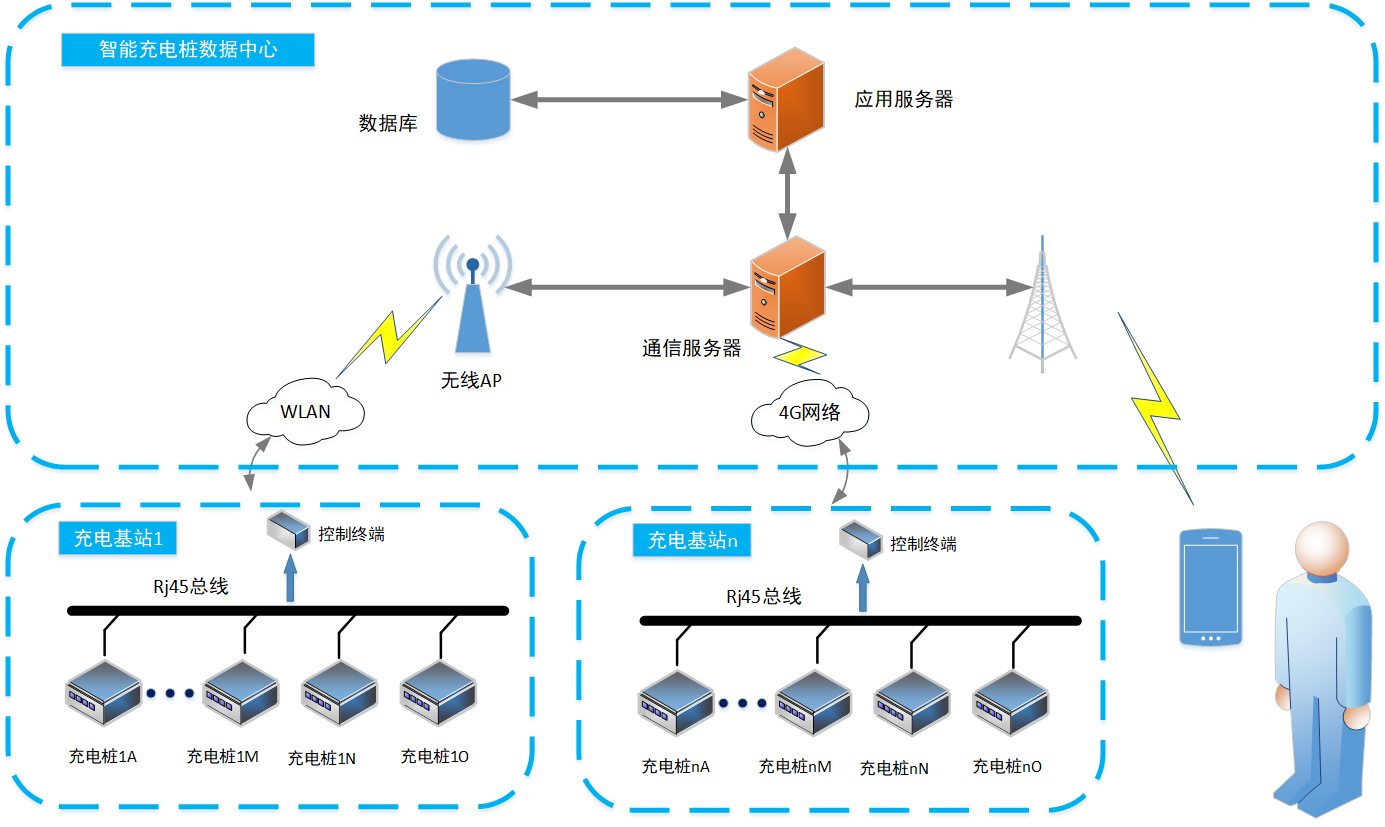 智能充电桩数据中心
数据库
应用服务器
通信服务器
无线AP
WLAN
4G网络
充电基站1
控制终端
Rj45总线
充电桩1A
充电桩1M
充电桩1N
充电桩1O
充电基站n
控制终端
Rj45总线
充电桩nA
充电桩nM
充电桩nN
充电桩nO